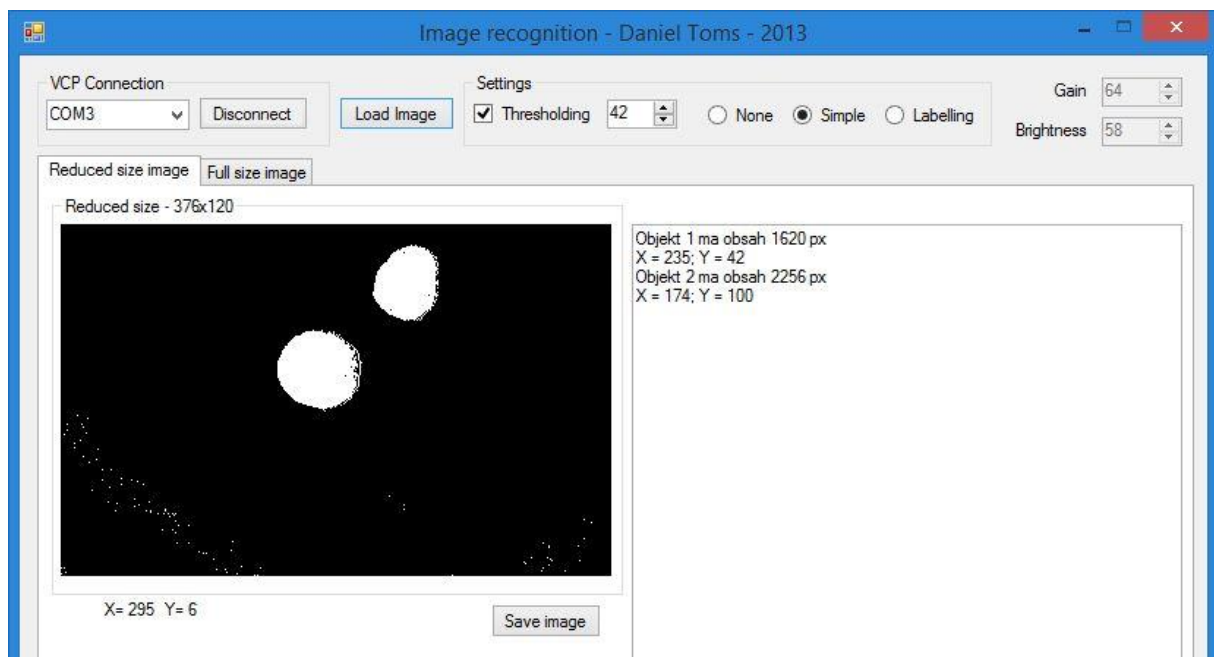 Image recognition - Daniel Toms - 2013
VCP Connection
COM3
Disconnect
Load Image
Settings
Thresholding
42
None
Simple
Labelling
Gain 64
Brightness 58
Reduced size image
Full size image
Reduced size - 376x120
Objekt 1 ma obsah 1620 px
X = 235; Y = 42
Objekt 2 ma obsah 2256 px
X = 174; Y = 100
X= 295 Y= 6
Save image